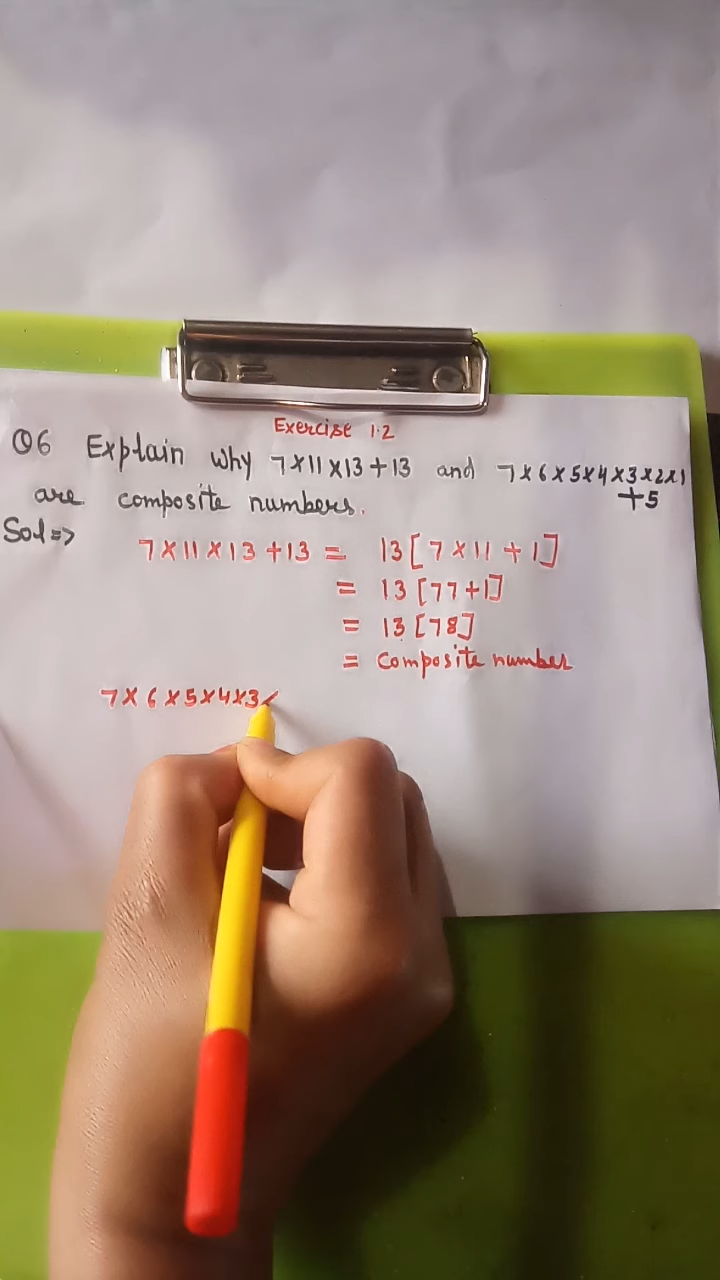 Exercise 1.2
Q6 Explain why 7×11×13+13 and 7×6×5×4×3×2×1
+5
are composite numbers.
Sol=>
7×11×13+13 = 13[7×11+1]
= 13[77+1]
= 13[78]
= Composite number
7×6×5×4×3